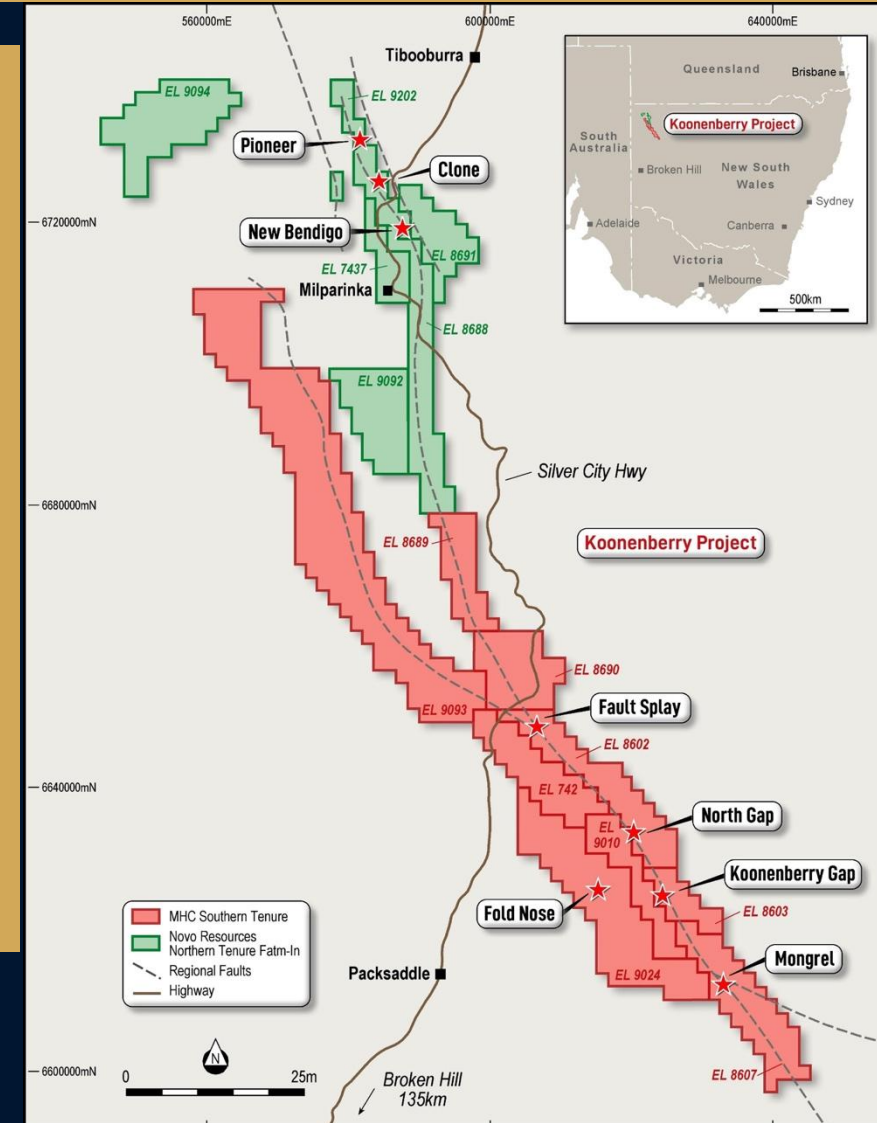 560000mE
600000mE
640000mE
Tibooburra
EL 9094
EL 9202
Pioneer
Clone
New Bendigo
6720000mN
EL 8691
EL 7437
Milparinka
EL 8688
EL 9092
Silver City Hwy
6680000mN
EL 8689
Koonenberry Project
EL 8690
EL 9093
Fault Splay
EL 8602
6640000mN
EL 742
North Gap
EL
9010
Koonenberry Gap
Fold Nose
EL 8603
Mongrel
EL 9024
Packsaddle
6600000mN
EL 8607
Broken Hill
135km
Queensland
Brisbane
Koonenberry Project
South
Australia
Broken Hill
New South
Wales
Sydney
Adelaide
Canberra
Victoria
Melbourne
500km
MHC Southern Tenure
Novo Resources
Northern Tenure Fatm-In
Regional Faults
Highway
N
0
25m